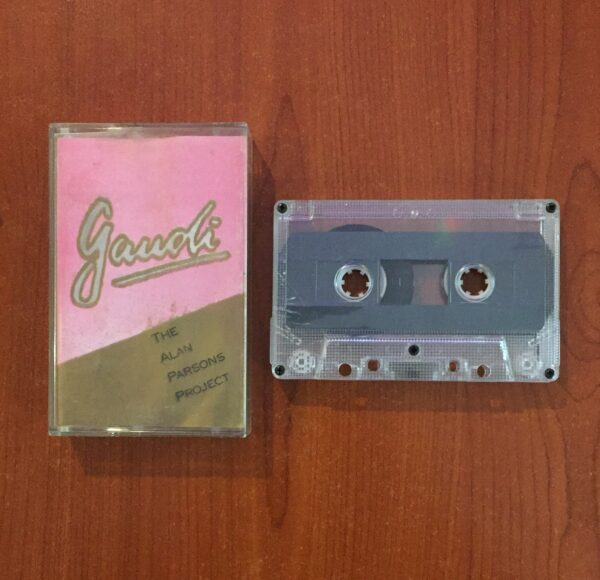 Gaudi
THE
ALAN
PARSONS
PROJECT